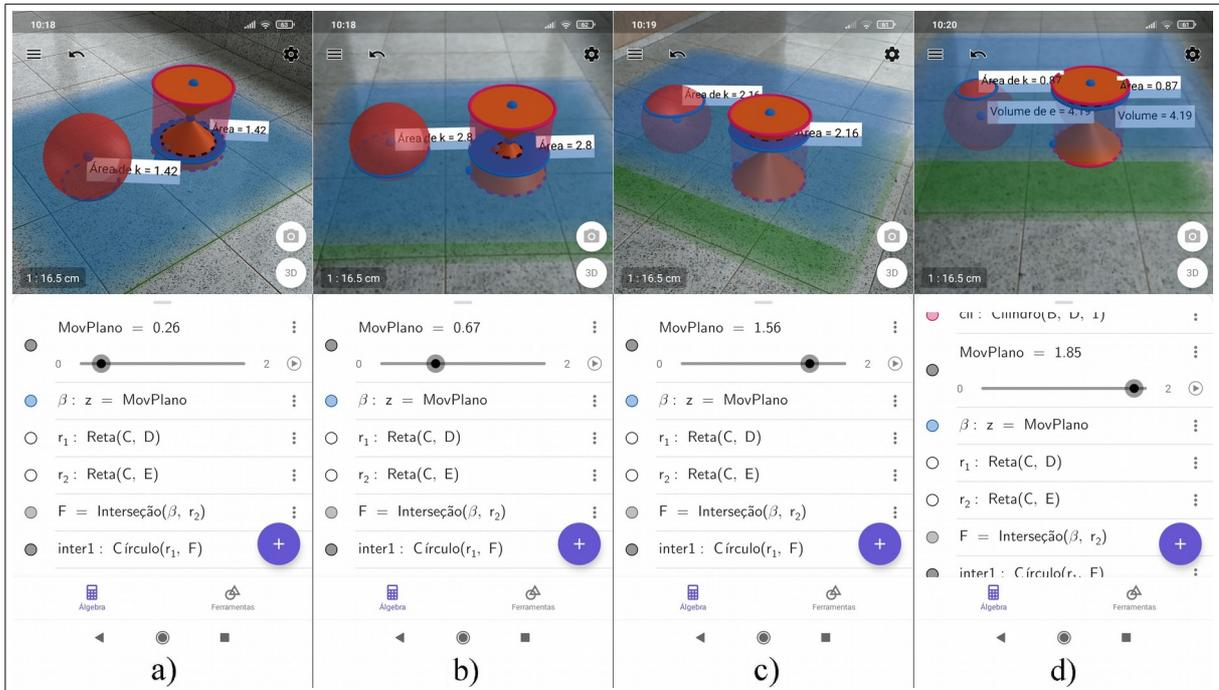 10:18
63
Área = 1.42
Área de k = 1.42
1 : 16.5 cm
3D
MovPlano = 0.26
0
2
β : z = MovPlano
r₁ : Reta(C, D)
r₂ : Reta(C, E)
F = Interseção(β, r₂)
inter1 : Círculo(r₁, F)
+
Álgebra
Ferramentas
a)
10:18
62
Área de k = 2.8
Área = 2.8
1 : 16.5 cm
3D
MovPlano = 0.67
0
2
β : z = MovPlano
r₁ : Reta(C, D)
r₂ : Reta(C, E)
F = Interseção(β, r₂)
inter1 : Círculo(r₁, F)
+
Álgebra
Ferramentas
b)
10:19
61
Área de k = 2.16
Área = 2.16
1 : 16.5 cm
3D
MovPlano = 1.56
0
2
β : z = MovPlano
r₁ : Reta(C, D)
r₂ : Reta(C, E)
F = Interseção(β, r₂)
inter1 : Círculo(r₁, F)
+
Álgebra
Ferramentas
c)
10:20
61
Área de k = 0.87
Área = 0.87
Volume de e = 4.19
Volume = 4.19
1 : 16.5 cm
3D
cil : Cilindro(B, D, 1)
MovPlano = 1.85
0
2
β : z = MovPlano
r₁ : Reta(C, D)
r₂ : Reta(C, E)
F = Interseção(β, r₂)
inter1 : Círculo(r₁, F)
+
Álgebra
Ferramentas
d)